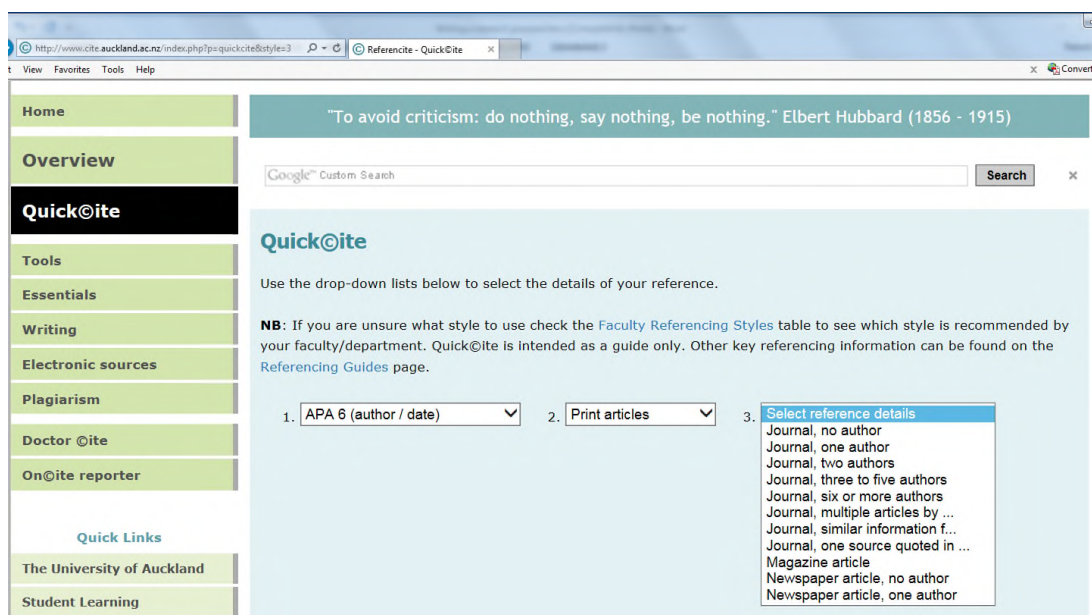 http://www.cite.auckland.ac.nz/index.php?p=quickcite&style=3
Referencite - Quick©ite
t View Favorites Tools Help
x Convert
Home
Overview
Quick©ite
Tools
Essentials
Writing
Electronic sources
Plagiarism
Doctor ©ite
On©ite reporter
Quick Links
The University of Auckland
Student Learning
"To avoid criticism: do nothing, say nothing, be nothing." Elbert Hubbard (1856 - 1915)
Google™ Custom Search
Search
Quick©ite
Use the drop-down lists below to select the details of your reference.
NB: If you are unsure what style to use check the Faculty Referencing Styles table to see which style is recommended by
your faculty/department. Quick©ite is intended as a guide only. Other key referencing information can be found on the
Referencing Guides page.
1. APA 6 (author / date)
2. Print articles
3. Select reference details
Journal, no author
Journal, one author
Journal, two authors
Journal, three to five authors
Journal, six or more authors
Journal, multiple articles by ...
Journal, similar information f...
Journal, one source quoted in ...
Magazine article
Newspaper article, no author
Newspaper article, one author